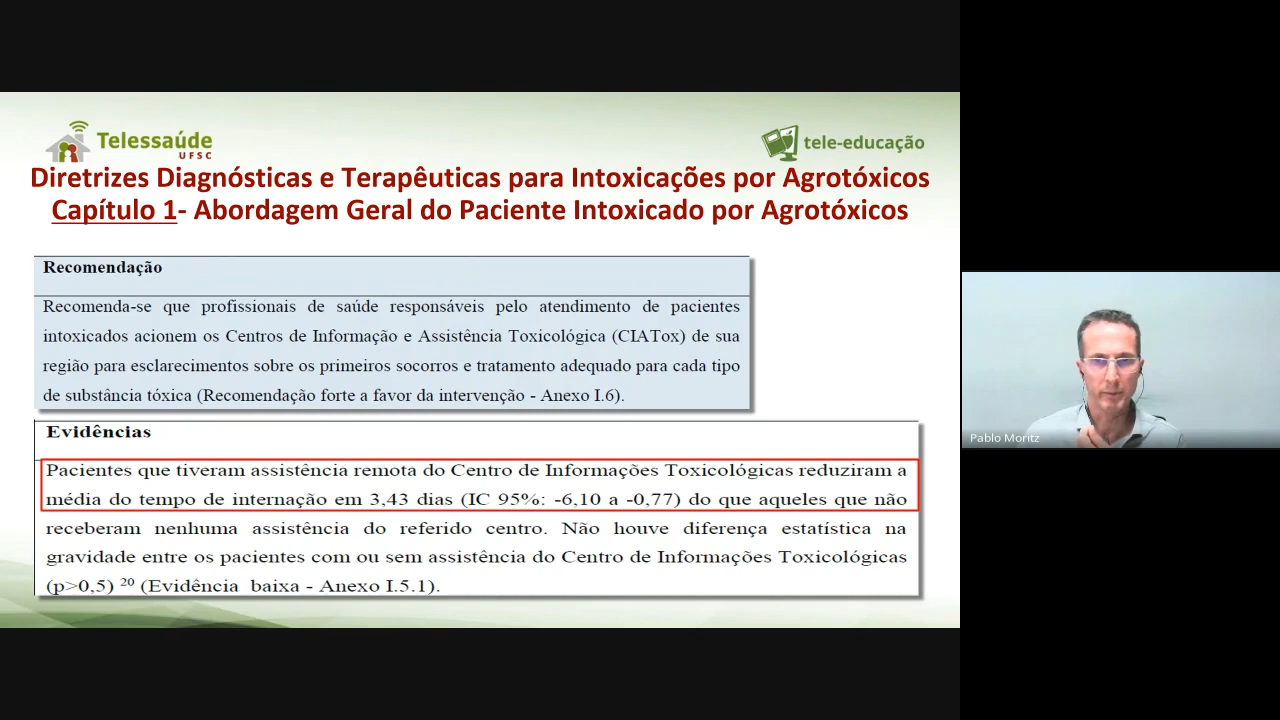 Telessaúde
UFSC
tele-educação
Diretrizes Diagnósticas e Terapêuticas para Intoxicações por Agrotóxicos
Capítulo 1- Abordagem Geral do Paciente Intoxicado por Agrotóxicos
Recomendação
Recomenda-se que profissionais de saúde responsáveis pelo atendimento de pacientes
intoxicados acionem os Centros de Informação e Assistência Toxicológica (CIATox) de sua
região para esclarecimentos sobre os primeiros socorros e tratamento adequado para cada tipo
de substância tóxica (Recomendação forte a favor da intervenção - Anexo I.6).
Evidências
Pacientes que tiveram assistência remota do Centro de Informações Toxicológicas reduziram a
média do tempo de internação em 3,43 dias (IC 95%: -6,10 a -0,77) do que aqueles que não
receberam nenhuma assistência do referido centro. Não houve diferença estatística na
gravidade entre os pacientes com ou sem assistência do Centro de Informações Toxicológicas
(p>0,5) 20 (Evidência baixa - Anexo I.5.1).
Pablo Moritz